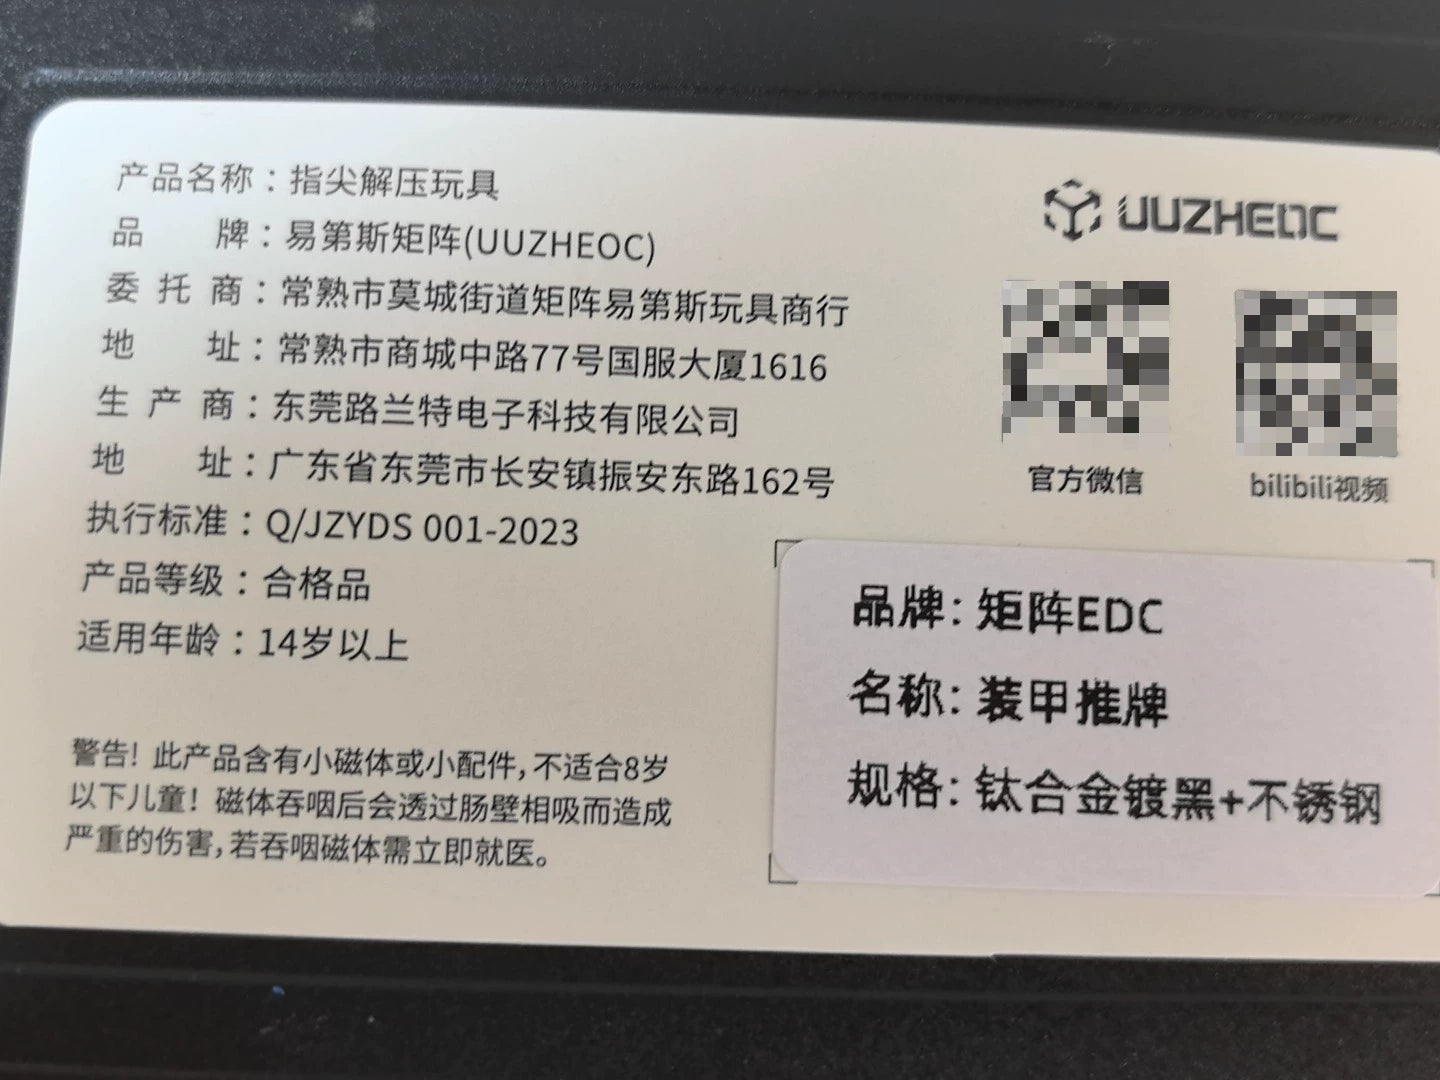 产品名称：指尖解压玩具
品牌：易第斯矩阵(UUZHEOC)
委托商：常熟市莫城街道矩阵易第斯玩具商行
地址：常熟市商城中路77号国服大厦1616
生产商：东莞路兰特电子科技有限公司
地址：广东省东莞市长安镇振安东路162号
执行标准：Q/JZYDS 001-2023
产品等级：合格品
适用年龄：14岁以上
警告！此产品含有小磁体或小配件，不适合8岁
以下儿童！磁体吞咽后会透过肠壁相吸而造成
严重的伤害，若吞咽磁体需立即就医。
UUZHEOC
官方微信
bilibili视频
品牌：矩阵EDC
名称：装甲推牌
规格：钛合金镀黑+不锈钢